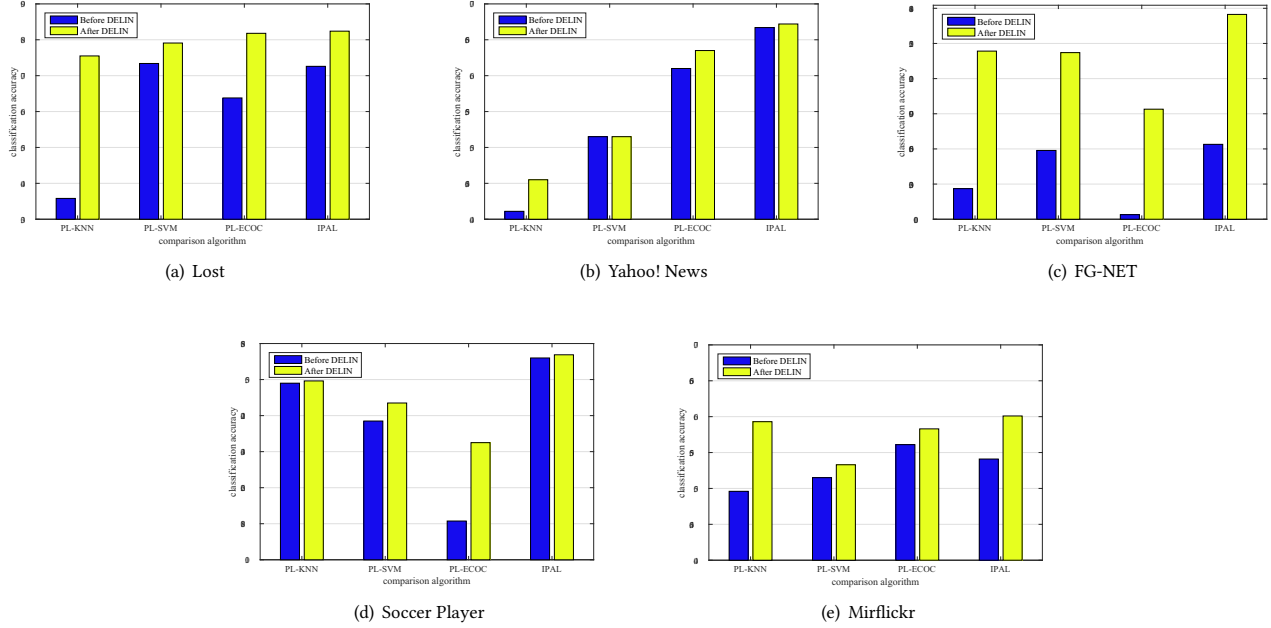 Before DELIN
After DELIN
classification accuracy
PL-KNN PL-SVM PL-ECOC IPAL
comparison algorithm
(a) Lost
Before DELIN
After DELIN
classification accuracy
PL-KNN PL-SVM PL-ECOC IPAL
comparison algorithm
(b) Yahoo! News
Before DELIN
After DELIN
classification accuracy
PL-KNN PL-SVM PL-ECOC IPAL
comparison algorithm
(c) FG-NET
Before DELIN
After DELIN
classification accuracy
PL-KNN PL-SVM PL-ECOC IPAL
comparison algorithm
(d) Soccer Player
Before DELIN
After DELIN
classification accuracy
PL-KNN PL-SVM PL-ECOC IPAL
comparison algorithm
(e) Mirflickr